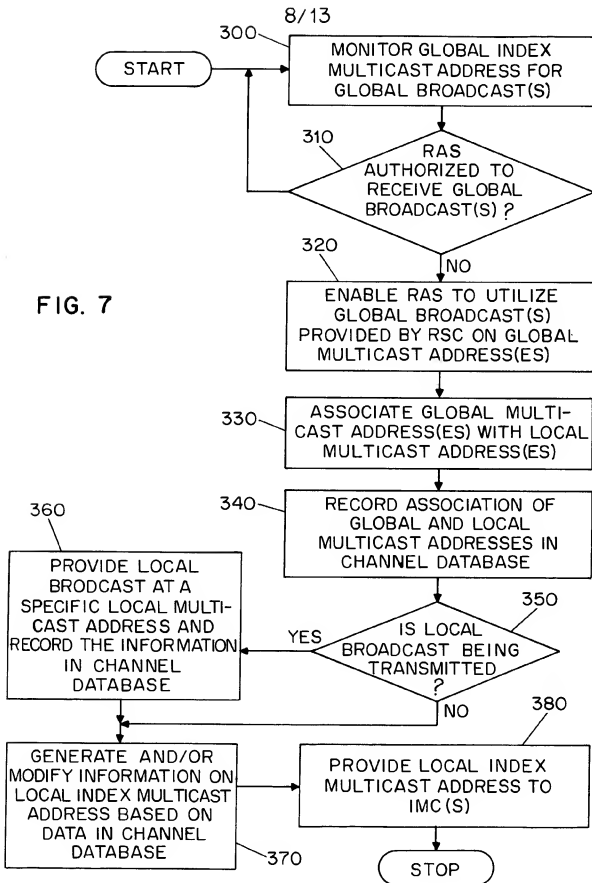 8/13
300
START
MONITOR GLOBAL INDEX
MULTICAST ADDRESS FOR
GLOBAL BROADCAST(S)
310
RAS
AUTHORIZED TO
RECEIVE GLOBAL
BROADCAST(S) ?
NO
320
FIG. 7
ENABLE RAS TO UTILIZE
GLOBAL BROADCAST(S)
PROVIDED BY RSC ON GLOBAL
MULTICAST ADDRESS(ES)
330
ASSOCIATE GLOBAL MULTI-
CAST ADDRESS(ES) WITH LOCAL
MULTICAST ADDRESS(ES)
340
RECORD ASSOCIATION OF
GLOBAL AND LOCAL
MULTICAST ADDRESSES IN
CHANNEL DATABASE
360
PROVIDE LOCAL
BRODCAST AT A
SPECIFIC LOCAL MULTI-
CAST ADDRESS AND
RECORD THE INFORMATION
IN CHANNEL
DATABASE
350
YES
IS LOCAL
BROADCAST BEING
TRANSMITTED
?
NO
380
GENERATE AND/OR
MODIFY INFORMATION ON
LOCAL INDEX MULTICAST
ADDRESS BASED ON
DATA IN CHANNEL
DATABASE
370
PROVIDE LOCAL INDEX
MULTICAST ADDRESS TO
IMC(S)
STOP